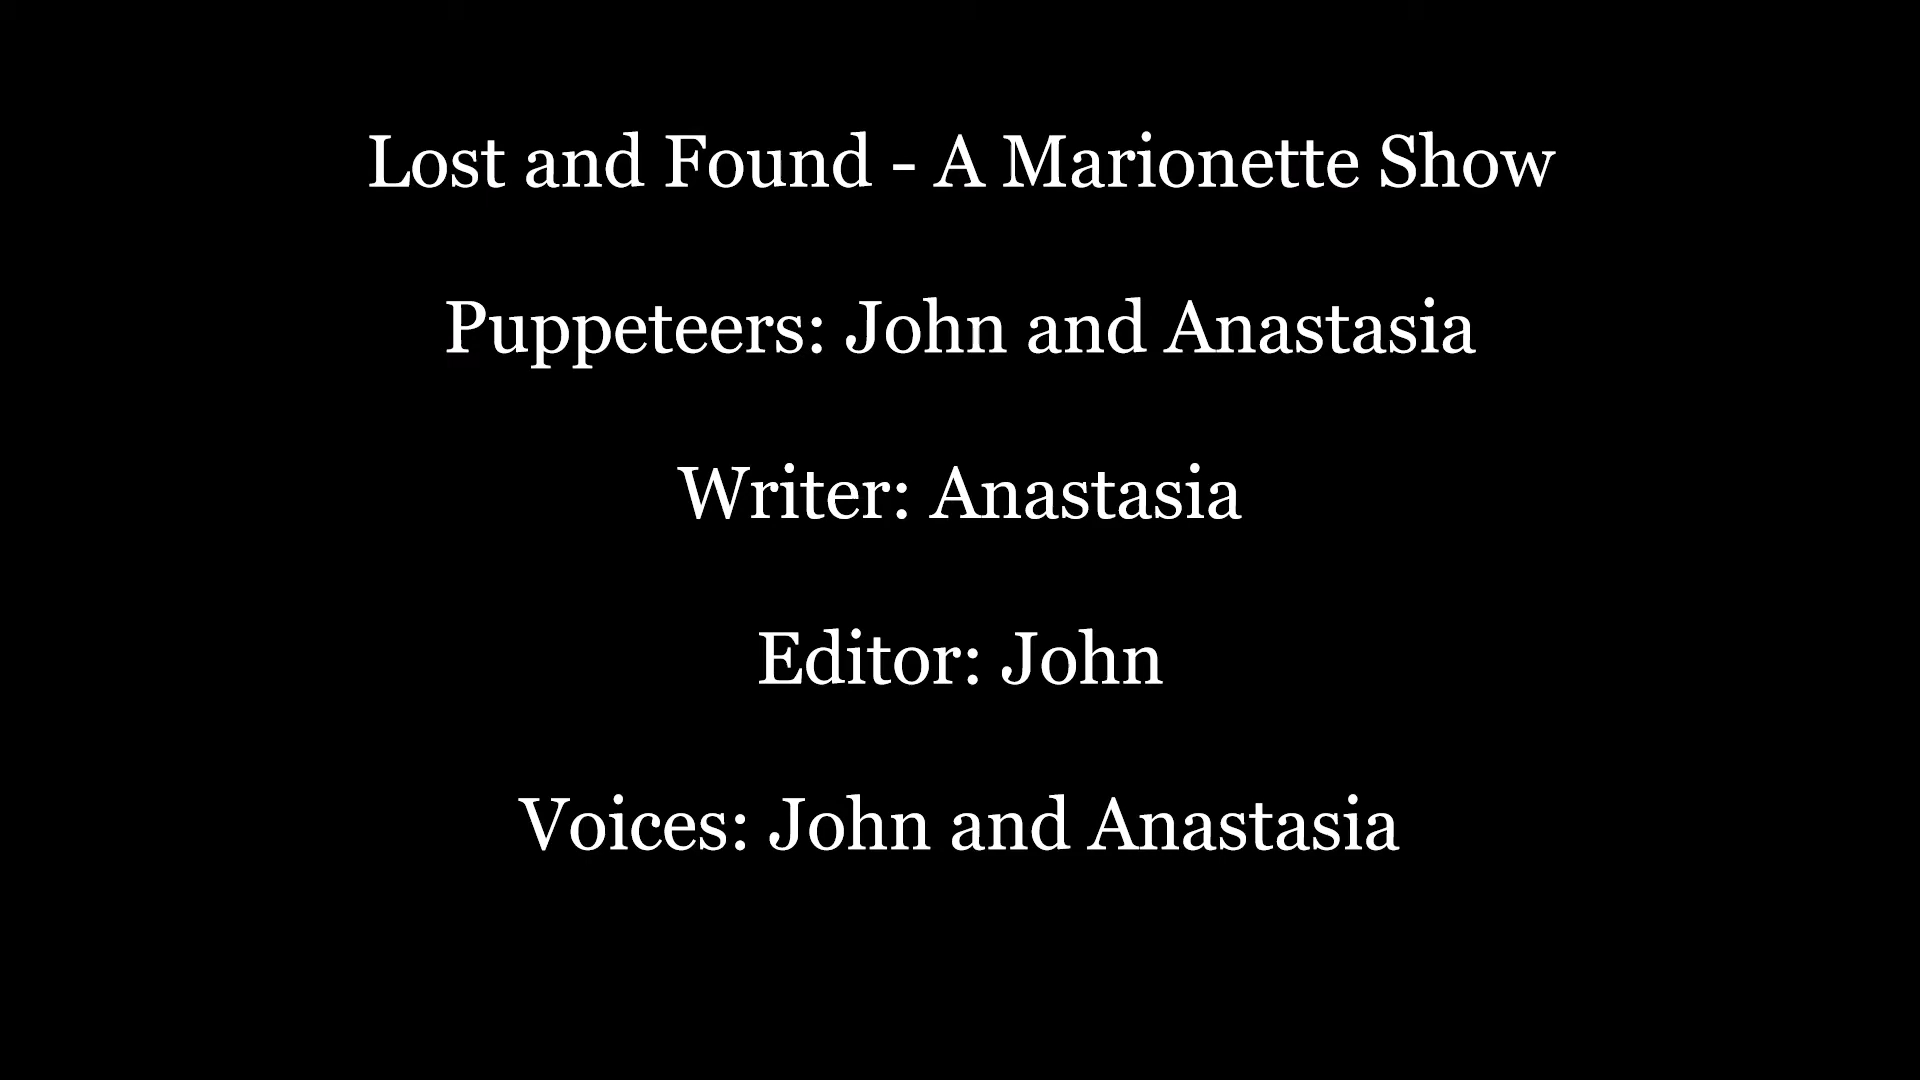 Lost and Found - A Marionette Show
Puppeteers: John and Anastasia
Writer: Anastasia
Editor: John
Voices: John and Anastasia